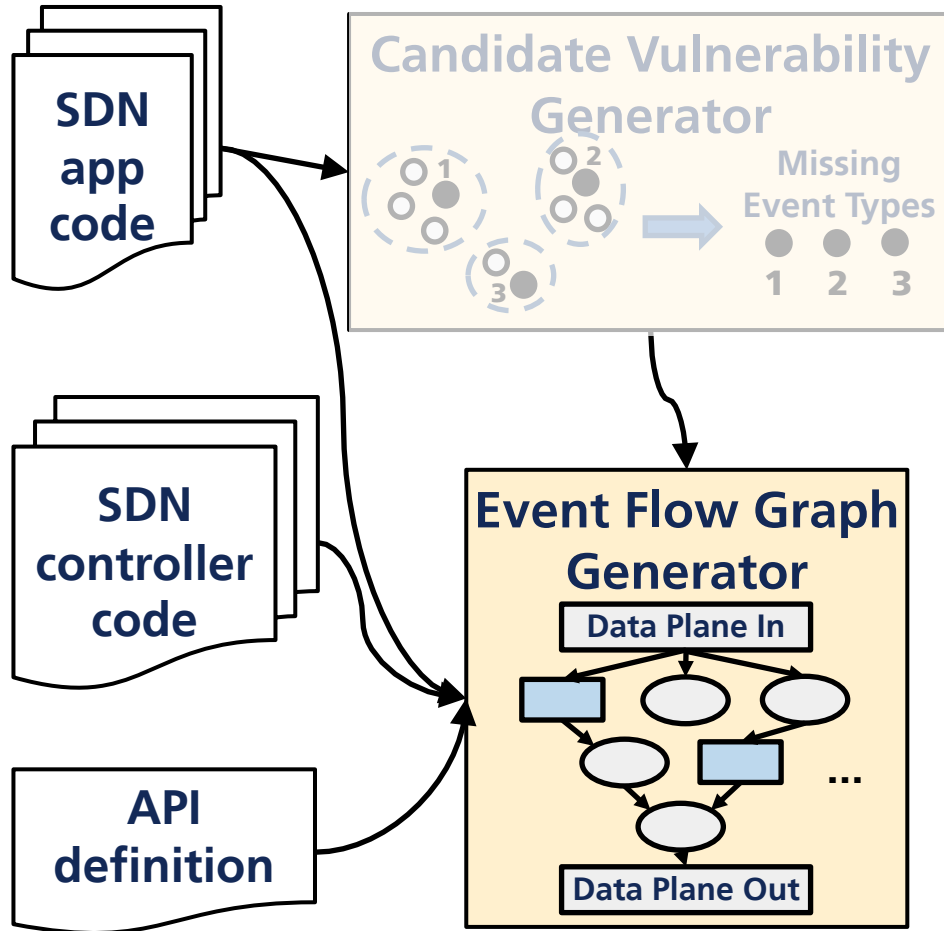 SDN
app
code
Candidate Vulnerability
Generator
1
2
3
Missing
Event Types
1 2 3
SDN
controller
code
API
definition
Event Flow Graph
Generator
Data Plane In
...
Data Plane Out